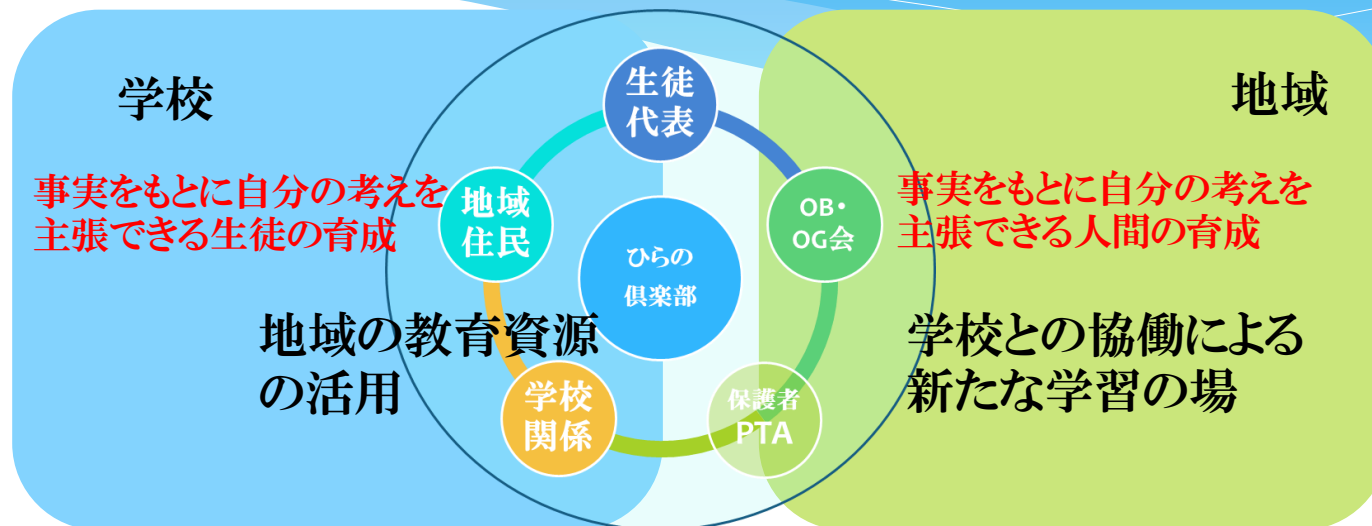 学校
事実をもとに自分の考えを
主張できる生徒の育成
地域の教育資源
の活用
生徒
代表
地域
住民
OB・
OG会
ひらの
倶楽部
学校
関係
保護者
PTA
地域
事実をもとに自分の考えを
主張できる人間の育成
学校との協働による
新たな学習の場